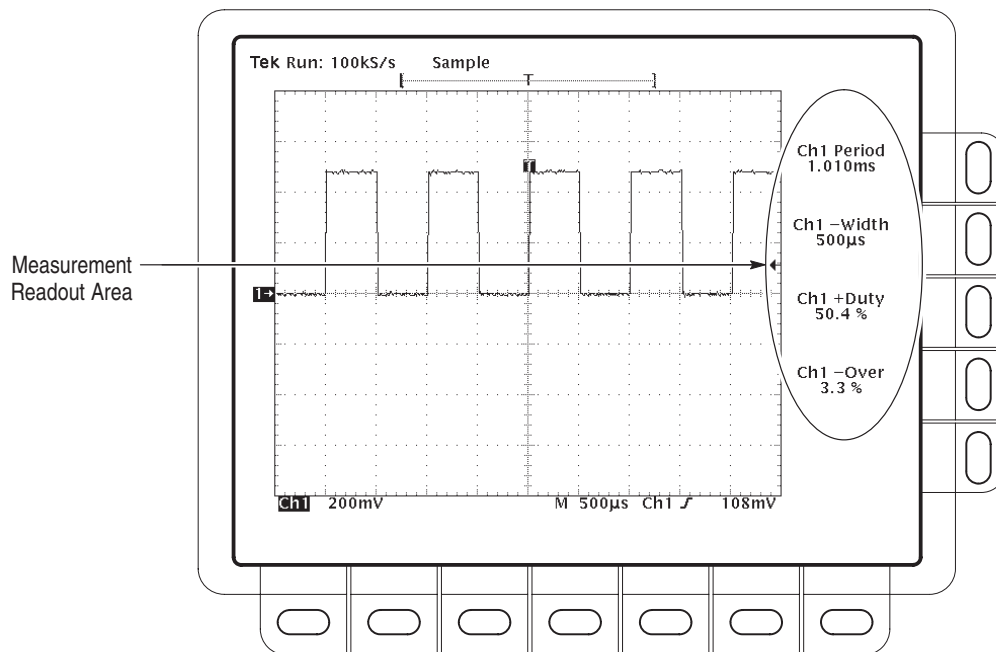 Tek Run: 100kS/s Sample
T
T
Ch1 Period
1.010ms
Ch1 −Width
500µs
Measurement
Readout Area
1→
Ch1 +Duty
50.4 %
Ch1 −Over
3.3 %
Ch1 200mV M 500µs Ch1 108mV